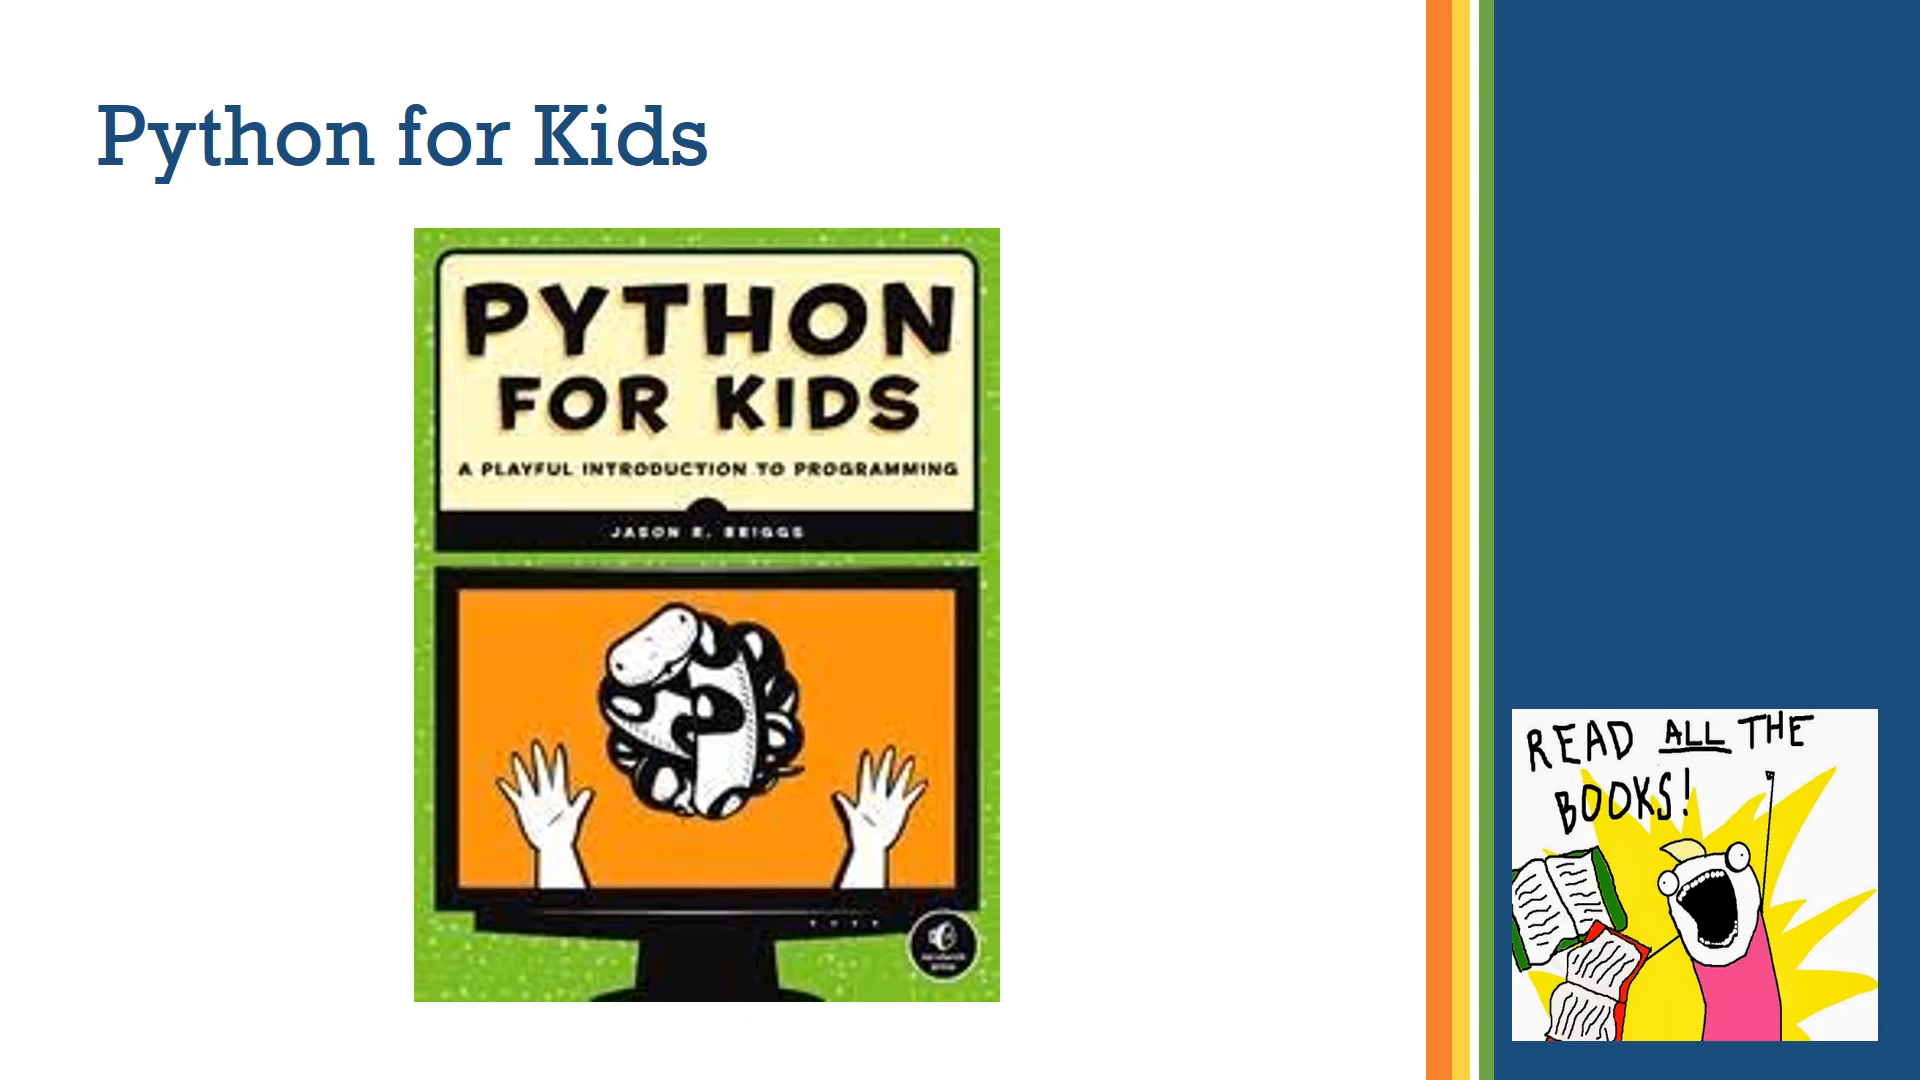 Python for Kids
PYTHON
FOR KIDS
A PLAYFUL INTRODUCTION TO PROGRAMMING
JASON R. BRIGGS
READ ALL THE
BOOKS!